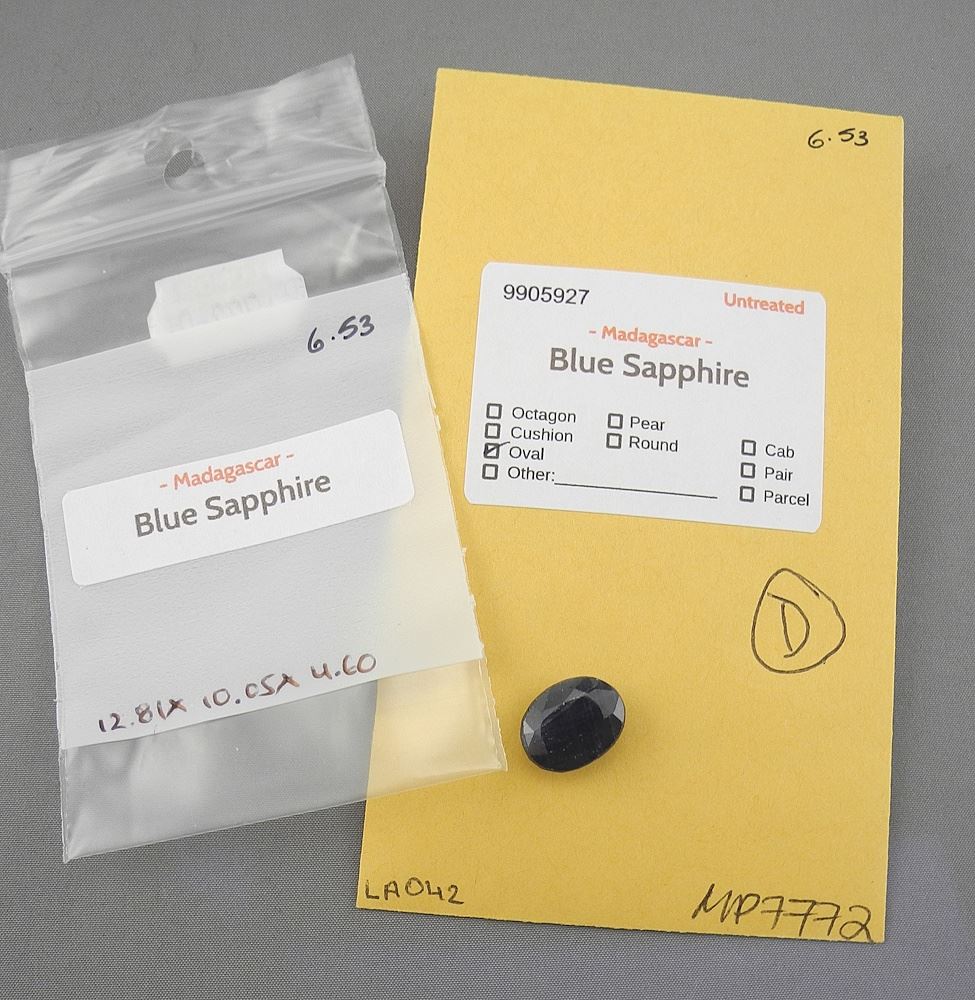 6.53
- Madagascar -
Blue Sapphire
12.81x 10.05x 4.60
6.53
9905927
Untreated
- Madagascar -
Blue Sapphire
Octagon
Cushion
Oval
Other:
Pear
Round
Cab
Pair
Parcel
D
LA042
MP7772